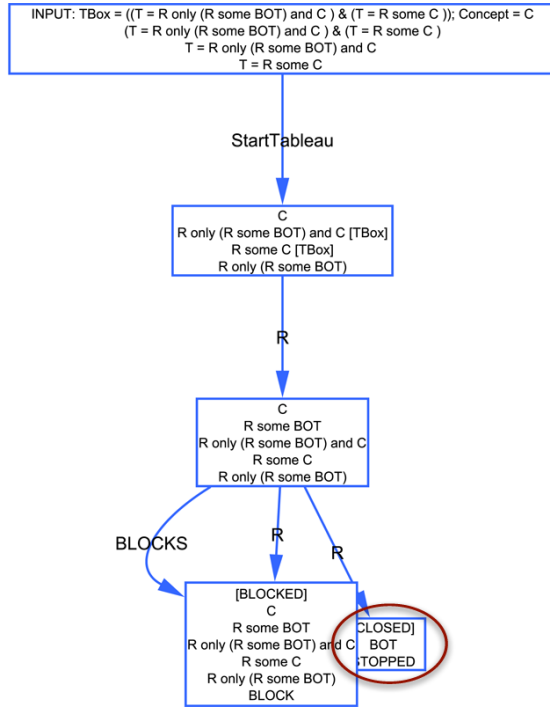 INPUT: TBox = ((T = R only (R some BOT) and C ) & (T = R some C )); Concept = C
(T = R only (R some BOT) and C ) & (T = R some C )
T = R only (R some BOT) and C
T = R some C
StartTableau
C
R only (R some BOT) and C [TBox]
R some C [TBox]
R only (R some BOT)
R
C
R some BOT
R only (R some BOT) and C
R some C
R only (R some BOT)
BLOCKS
R
R
[BLOCKED]
C
R some BOT
R only (R some BOT) and C
R some C
R only (R some BOT)
BLOCK
CLOSED]
BOT
STOPPED